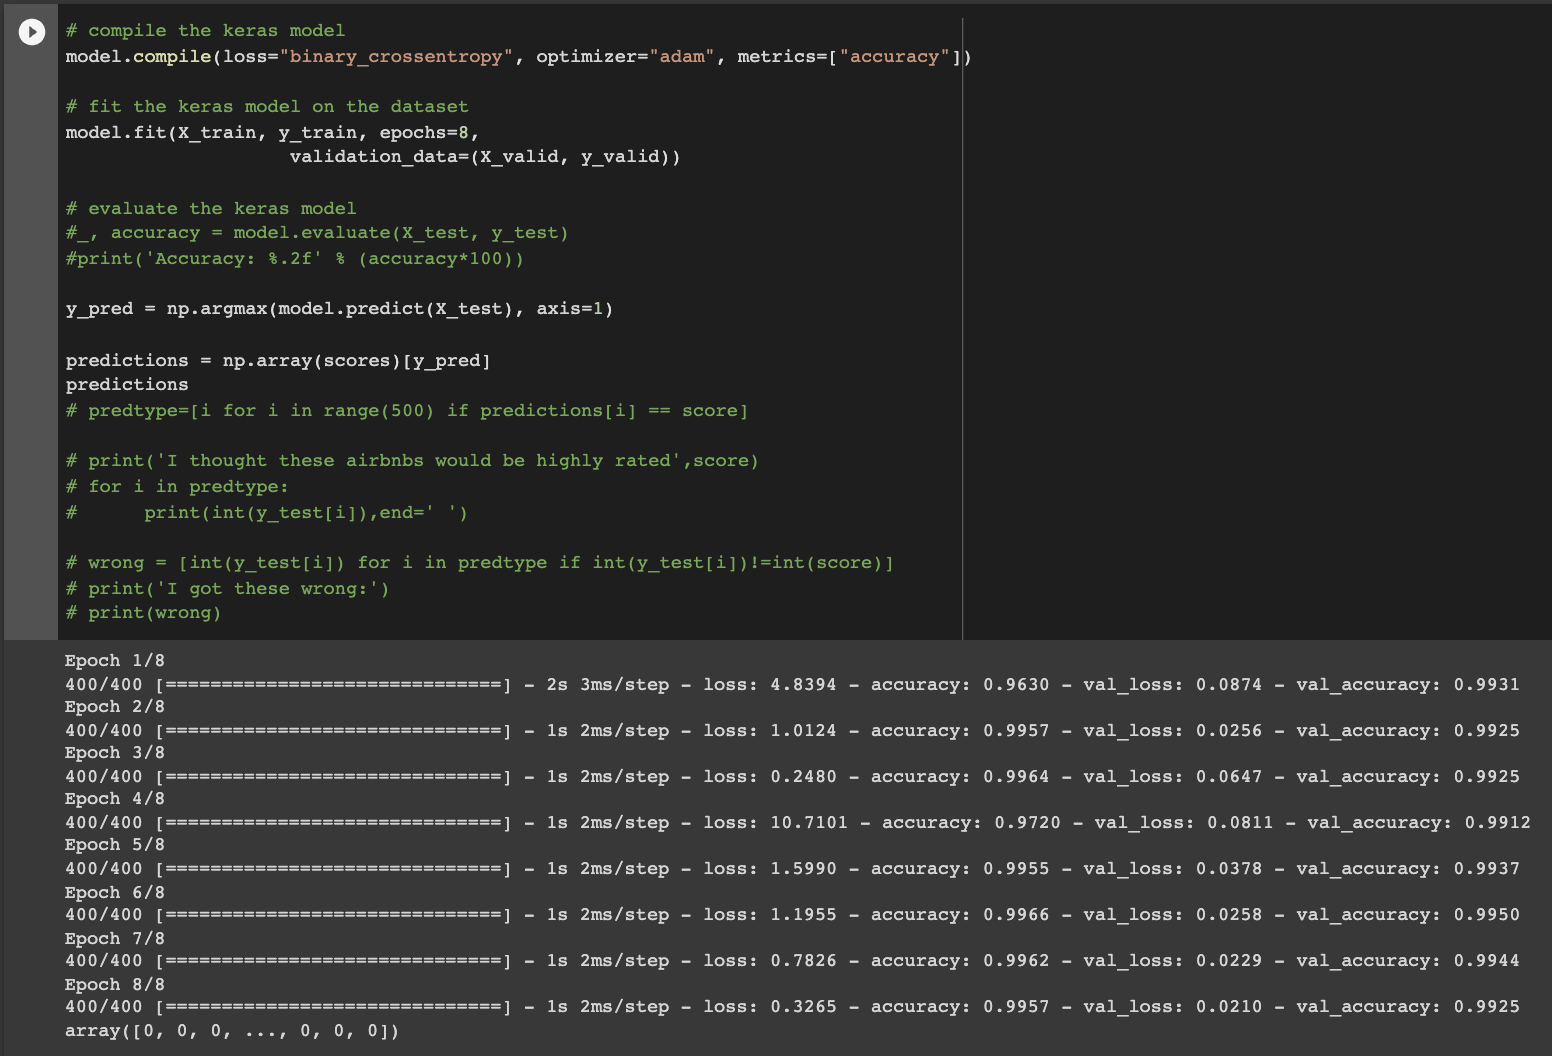 # compile the keras model
model.compile(loss="binary_crossentropy", optimizer="adam", metrics=["accuracy"])
# fit the keras model on the dataset
model.fit(X_train, y_train, epochs=8,
validation_data=(X_valid, y_valid))
# evaluate the keras model
#_, accuracy = model.evaluate(X_test, y_test)
#print('Accuracy: %.2f' % (accuracy*100))
y_pred = np.argmax(model.predict(X_test), axis=1)
predictions = np.array(scores)[y_pred]
predictions
# predtype=[i for i in range(500) if predictions[i] == score]
# print('I thought these airbnbs would be highly rated',score)
# for i in predtype:
#      print(int(y_test[i]),end=' ')
# wrong = [int(y_test[i]) for i in predtype if int(y_test[i])!=int(score)]
# print('I got these wrong:')
# print(wrong)
Epoch 1/8
400/400 [==============================] - 2s 3ms/step - loss: 4.8394 - accuracy: 0.9630 - val_loss: 0.0874 - val_accuracy: 0.9931
Epoch 2/8
400/400 [==============================] - 1s 2ms/step - loss: 1.0124 - accuracy: 0.9957 - val_loss: 0.0256 - val_accuracy: 0.9925
Epoch 3/8
400/400 [==============================] - 1s 2ms/step - loss: 0.2480 - accuracy: 0.9964 - val_loss: 0.0647 - val_accuracy: 0.9925
Epoch 4/8
400/400 [==============================] - 1s 2ms/step - loss: 10.7101 - accuracy: 0.9720 - val_loss: 0.0811 - val_accuracy: 0.9912
Epoch 5/8
400/400 [==============================] - 1s 2ms/step - loss: 1.5990 - accuracy: 0.9955 - val_loss: 0.0378 - val_accuracy: 0.9937
Epoch 6/8
400/400 [==============================] - 1s 2ms/step - loss: 1.1955 - accuracy: 0.9966 - val_loss: 0.0258 - val_accuracy: 0.9950
Epoch 7/8
400/400 [==============================] - 1s 2ms/step - loss: 0.7826 - accuracy: 0.9962 - val_loss: 0.0229 - val_accuracy: 0.9944
Epoch 8/8
400/400 [==============================] - 1s 2ms/step - loss: 0.3265 - accuracy: 0.9957 - val_loss: 0.0210 - val_accuracy: 0.9925
array([0, 0, 0, ..., 0, 0, 0])